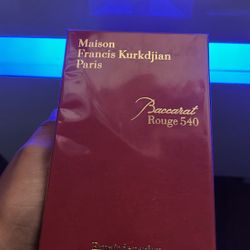 Maison
Francis Kurkdjian
Paris
Baccarat
Rouge 540